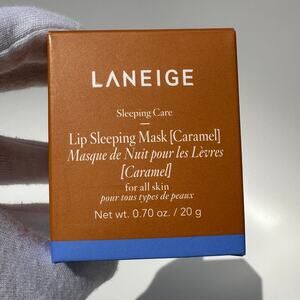 LANEIGE
Sleeping Care
Lip Sleeping Mask [Caramel]
Masque de Nuit pour les Lèvres
[Caramel]
for all skin
pour tous types de peaux
Net wt. 0.70 oz. / 20 g